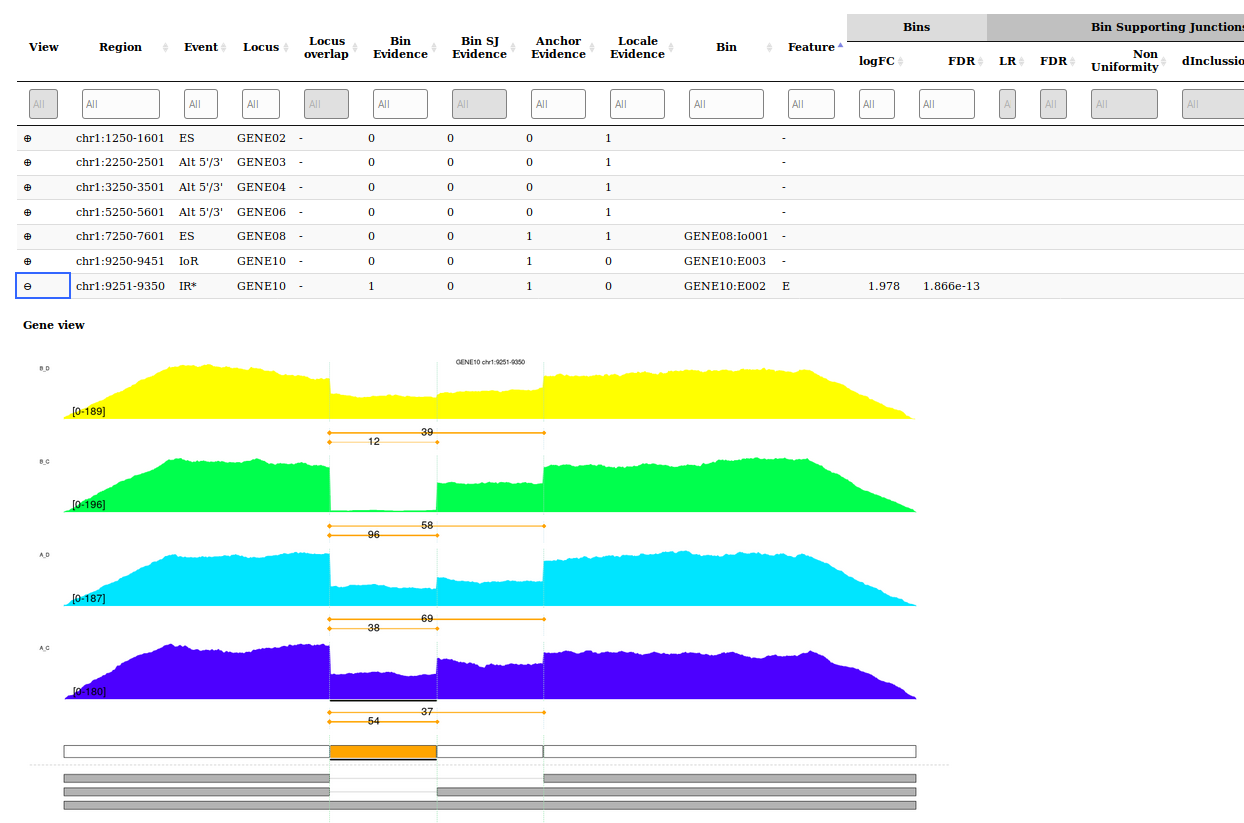 Bins Bin Supporting Junctions
View Region Event Locus Locus overlap Bin Evidence Bin SJ Evidence Anchor Evidence Locale Evidence Bin Feature logFC FDR LR FDR Non Uniformity dInclussio
All All All All All All All All All All All All All A All All All
⊕ chr1:1250-1601 ES GENE02 - 0 0 0 1 -
⊕ chr1:2250-2501 Alt 5'/3' GENE03 - 0 0 0 1 -
⊕ chr1:3250-3501 Alt 5'/3' GENE04 - 0 0 0 1 -
⊕ chr1:5250-5601 Alt 5'/3' GENE06 - 0 0 0 1 -
⊕ chr1:7250-7601 ES GENE08 - 0 0 1 1 GENE08:Io001 -
⊕ chr1:9250-9451 IoR GENE10 - 0 0 1 0 GENE10:E003 -
⊖ chr1:9251-9350 IR* GENE10 - 1 0 1 0 GENE10:E002 E 1.978 1.866e-13
Gene view
GENE10 chr1:9251-9350
B_D
[0-189]
39
12
B_C
[0-196]
58
96
A_D
[0-187]
69
38
A_C
[0-180]
37
54